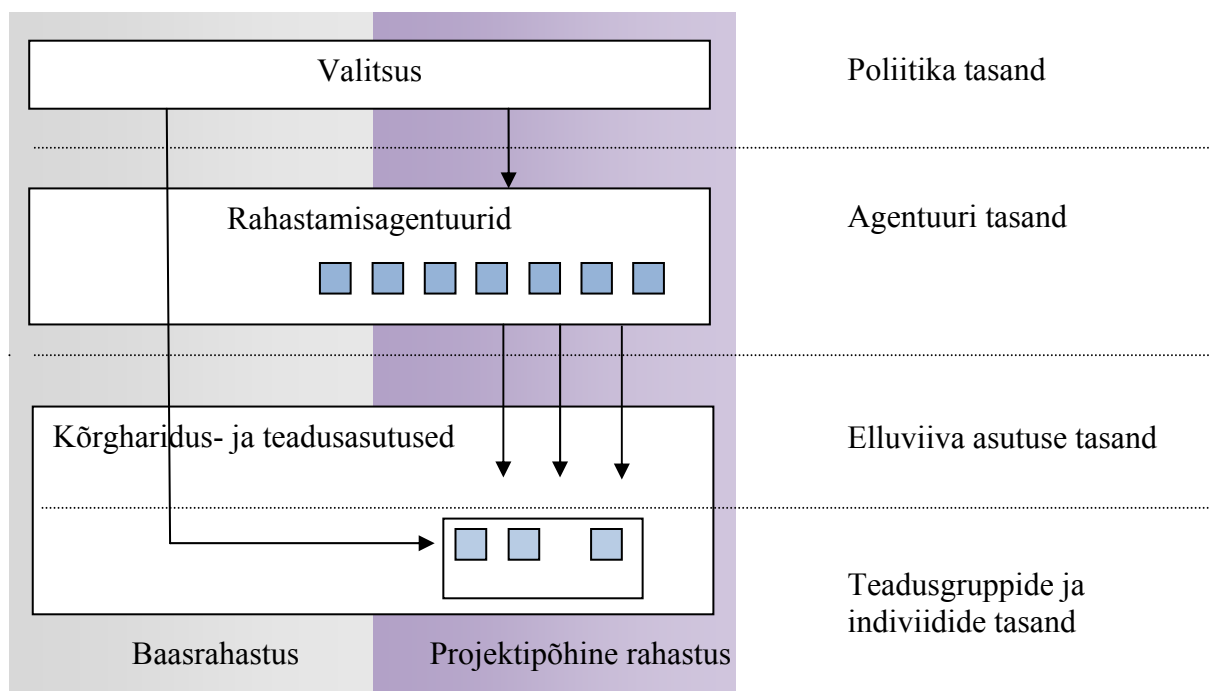 Valitsus
Poliitika tasand
Rahastamisagentuurid
Agentuuri tasand
Kõrgharidus- ja teadusasutused
Elluviiva asutuse tasand
Teadusgruppide ja
indiviidide tasand
Baasrahastus
Projektipõhine rahastus